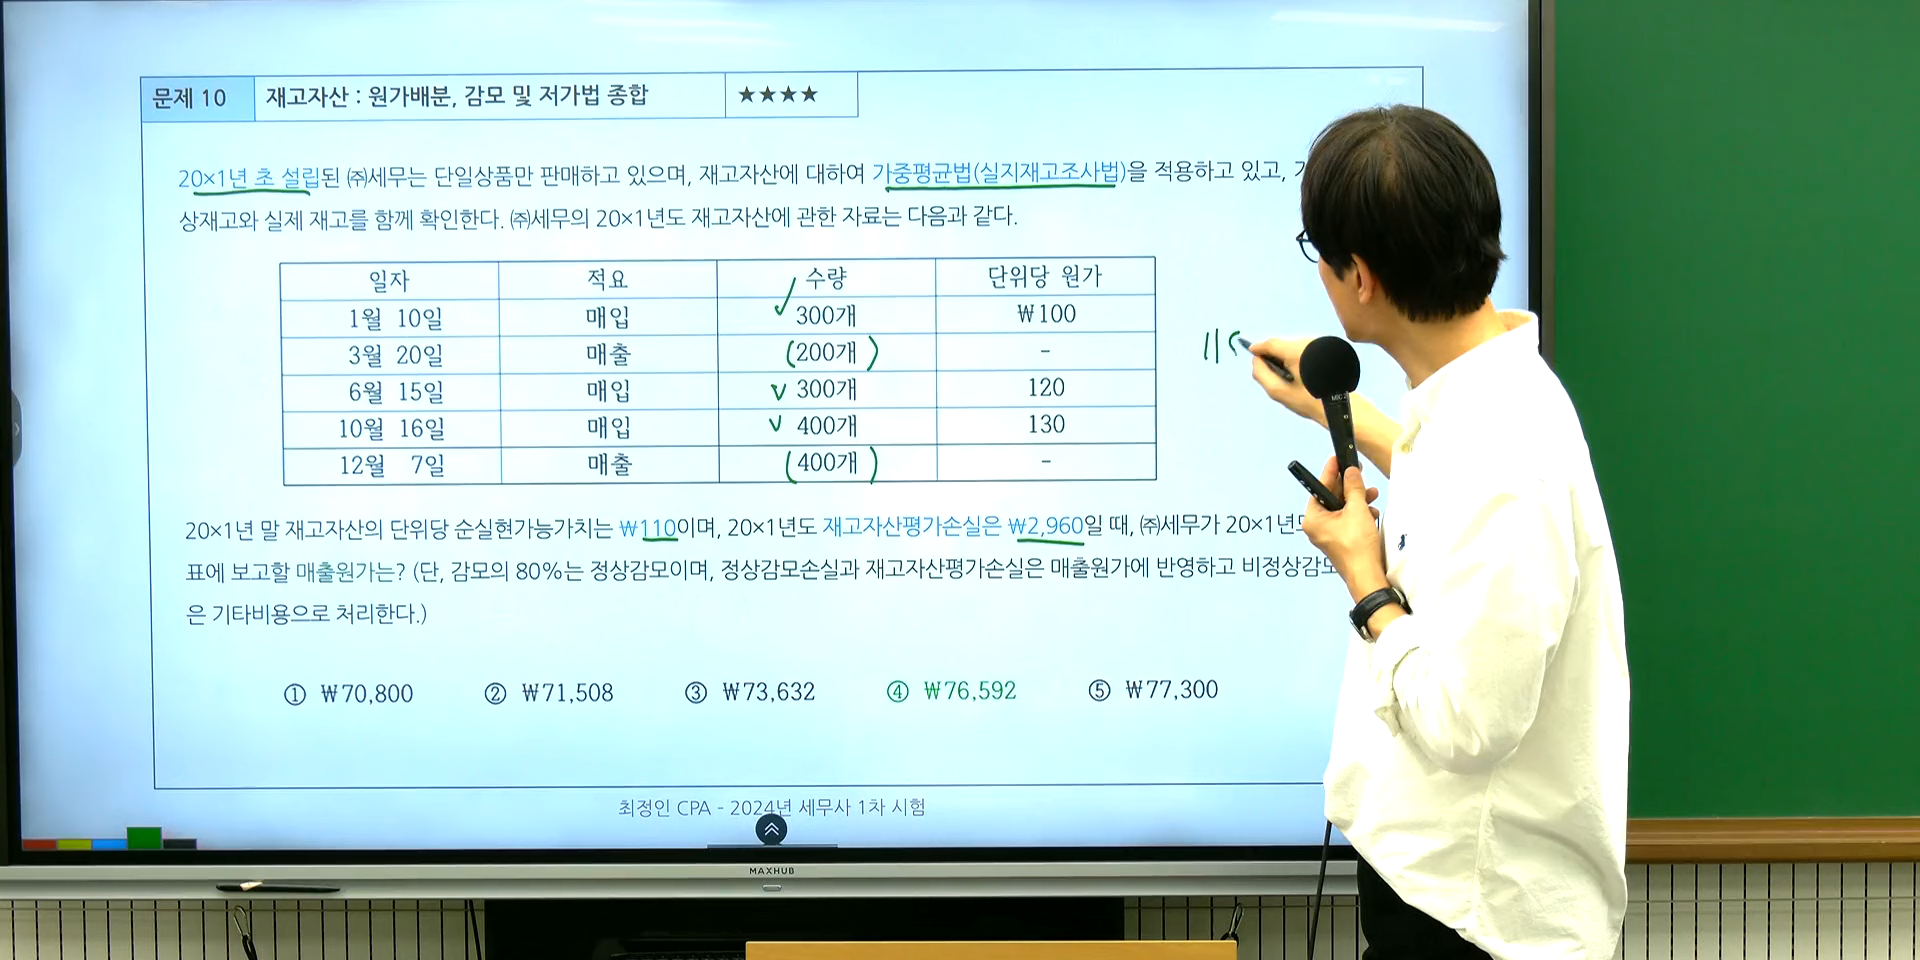 문제 10 재고자산 : 원가배분, 감모 및 저가법 종합 ★★★★
20×1년 초 설립된 ㈜세무는 단일상품만 판매하고 있으며, 재고자산에 대하여 가중평균법(실지재고조사법)을 적용하고 있고,
상재고와 실제 재고를 함께 확인한다. ㈜세무의 20×1년도 재고자산에 관한 자료는 다음과 같다.
일자 적요 수량 단위당 원가
1월 10일 매입 300개 ₩100
3월 20일 매출 (200개) -
6월 15일 매입 300개 120
10월 16일 매입 400개 130
12월 7일 매출 (400개) -
11
20×1년 말 재고자산의 단위당 순실현가능가치는 ₩110이며, 20×1년도 재고자산평가손실은 ₩2,960일 때, ㈜세무가 20×1년
표에 보고할 매출원가는? (단, 감모의 80%는 정상감모이며, 정상감모손실과 재고자산평가손실은 매출원가에 반영하고 비정상감모
은 기타비용으로 처리한다.)
① ₩70,800 ② ₩71,508 ③ ₩73,632 ④ ₩76,592 ⑤ ₩77,300
최정인 CPA - 2024년 세무사 1차 시험
MAXHUB